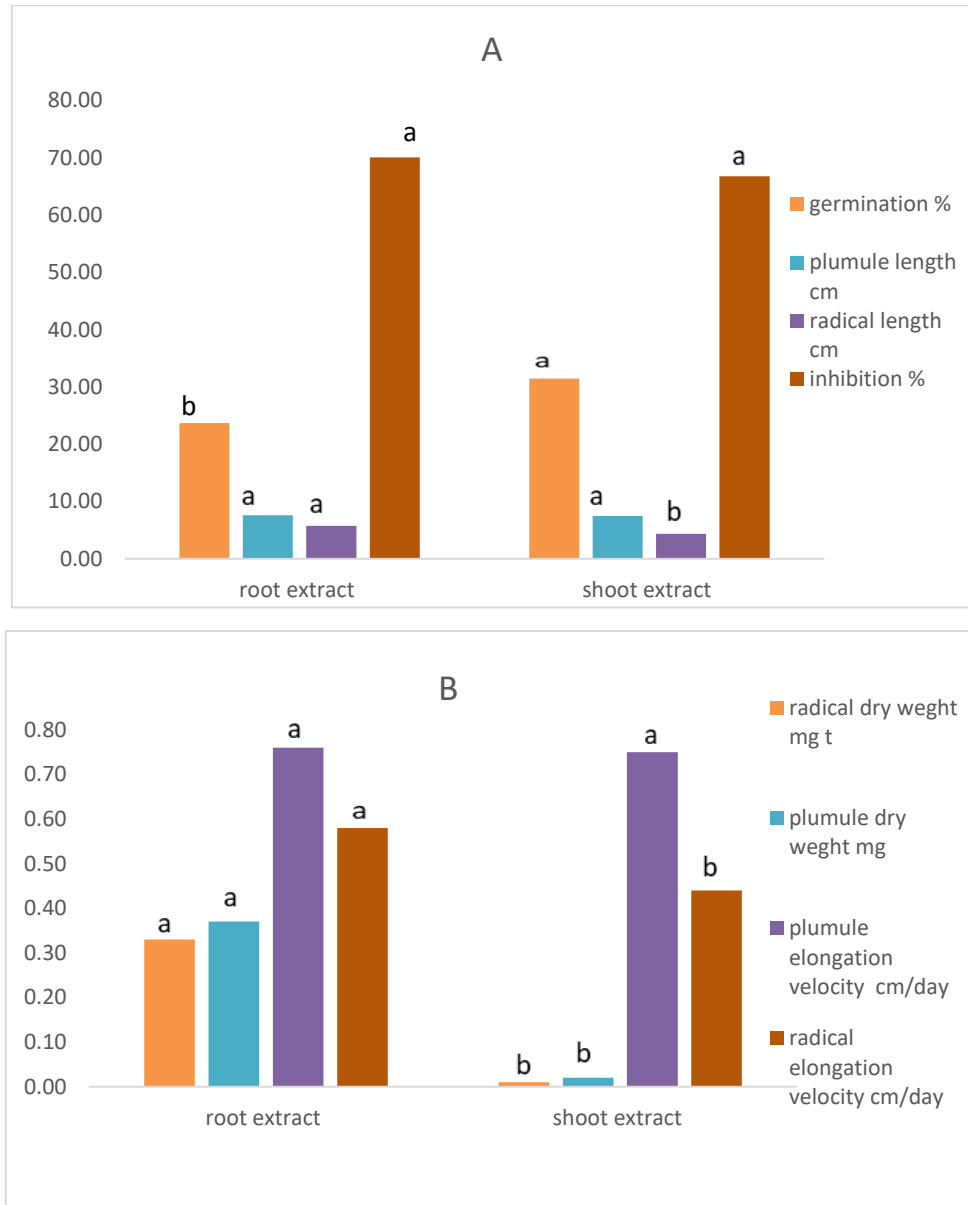 A
80.00
70.00
60.00
50.00
40.00
30.00
20.00
10.00
0.00
b
a
a
a
a
a
b
a
root extract
shoot extract
germination %
plumule length
cm
radical length
cm
inhibition %
B
0.80
0.70
0.60
0.50
0.40
0.30
0.20
0.10
0.00
a
a
a
a
b
b
a
b
root extract
shoot extract
radical dry weght
mg t
plumule dry
weght mg
plumule
elongation
velocity cm/day
radical
elongation
velocity cm/day